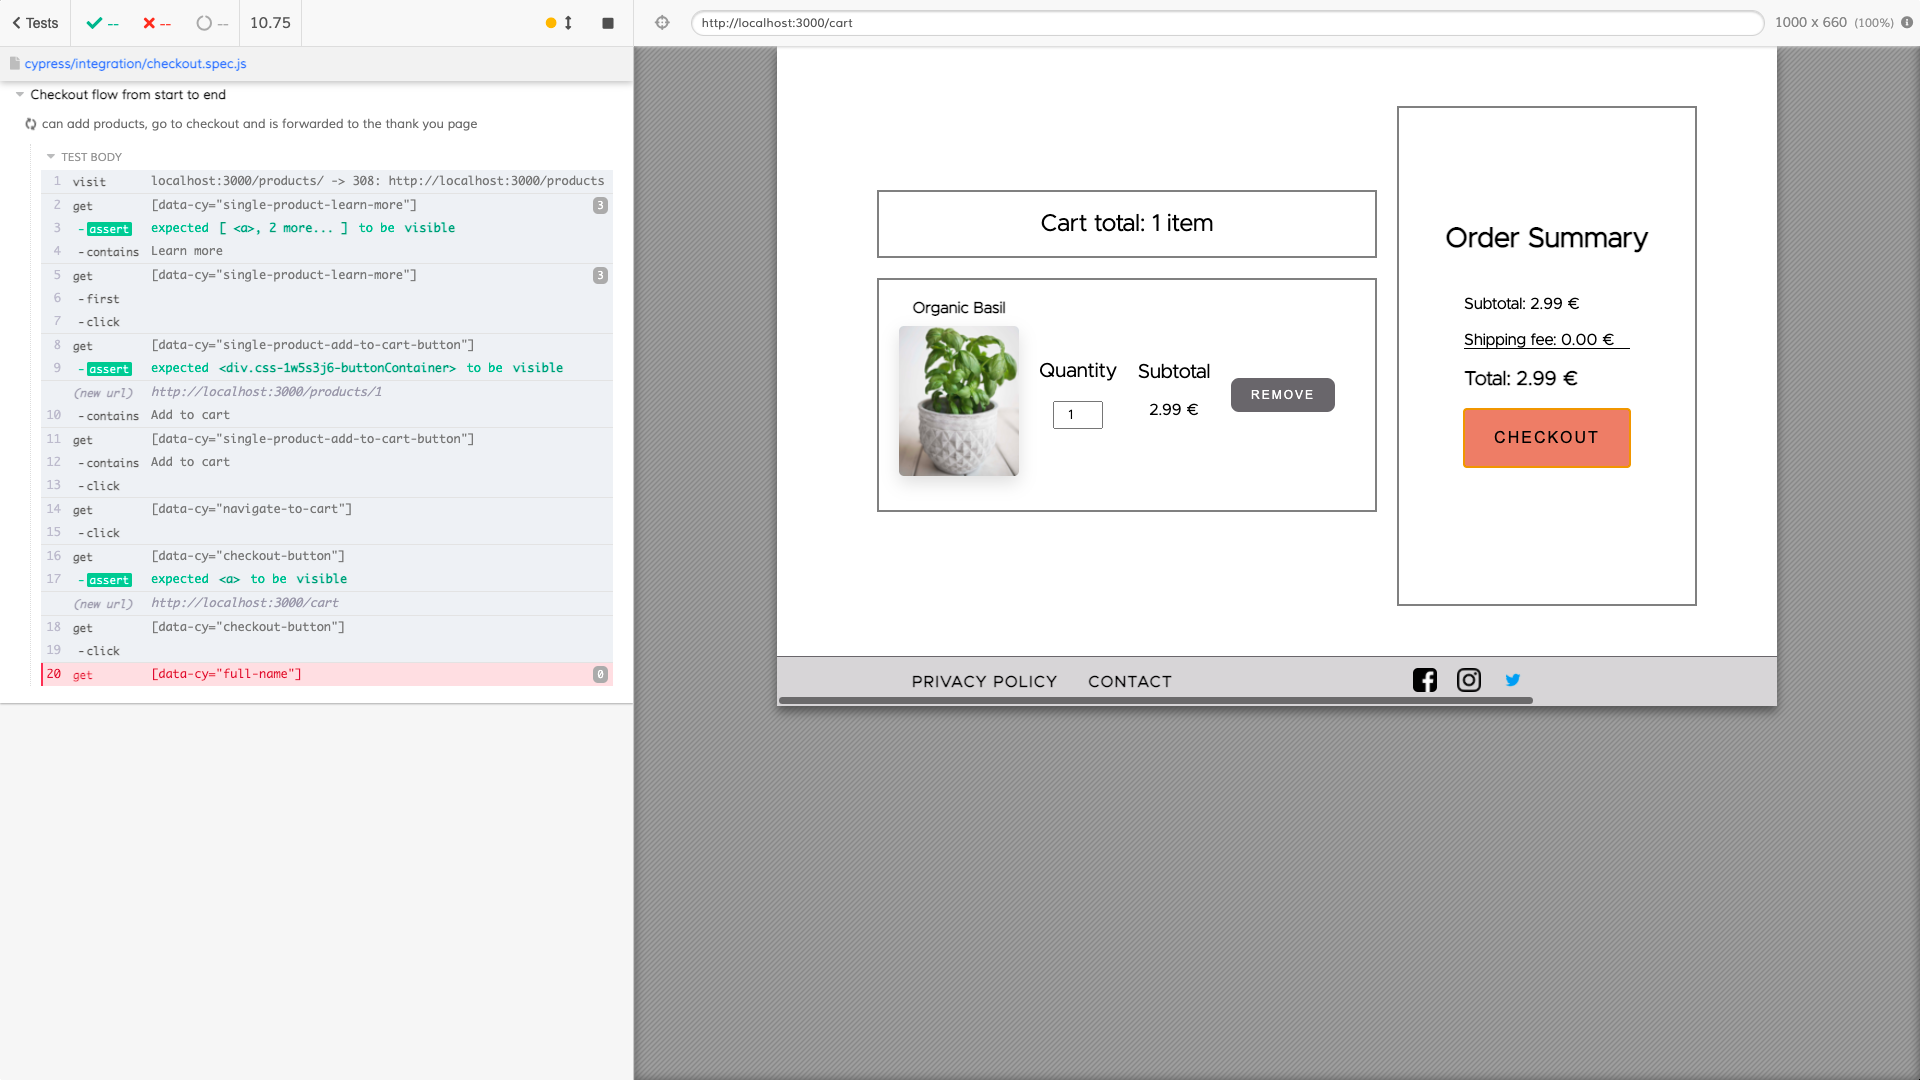 Tests
--
--
--
10.75
http://localhost:3000/cart
1000 x 660 (100%)
cypress/integration/checkout.spec.js
Checkout flow from start to end
can add products, go to checkout and is forwarded to the thank you page
TEST BODY
1 visit localhost:3000/products/ -> 308: http://localhost:3000/products
2 get [data-cy="single-product-learn-more"] 3
3 -assert expected [ <a>, 2 more... ] to be visible
4 -contains Learn more
5 get [data-cy="single-product-learn-more"] 3
6 -first
7 -click
8 get [data-cy="single-product-add-to-cart-button"]
9 -assert expected <div.css-1w5s3j6-buttonContainer> to be visible
(new url) http://localhost:3000/products/1
10 -contains Add to cart
11 get [data-cy="single-product-add-to-cart-button"]
12 -contains Add to cart
13 -click
14 get [data-cy="navigate-to-cart"]
15 -click
16 get [data-cy="checkout-button"]
17 -assert expected <a> to be visible
(new url) http://localhost:3000/cart
18 get [data-cy="checkout-button"]
19 -click
20 get [data-cy="full-name"] 0
Cart total: 1 item
Organic Basil
Quantity
1
Subtotal
2.99 €
REMOVE
Order Summary
Subtotal: 2.99 €
Shipping fee: 0.00 €
Total: 2.99 €
CHECKOUT
PRIVACY POLICY
CONTACT